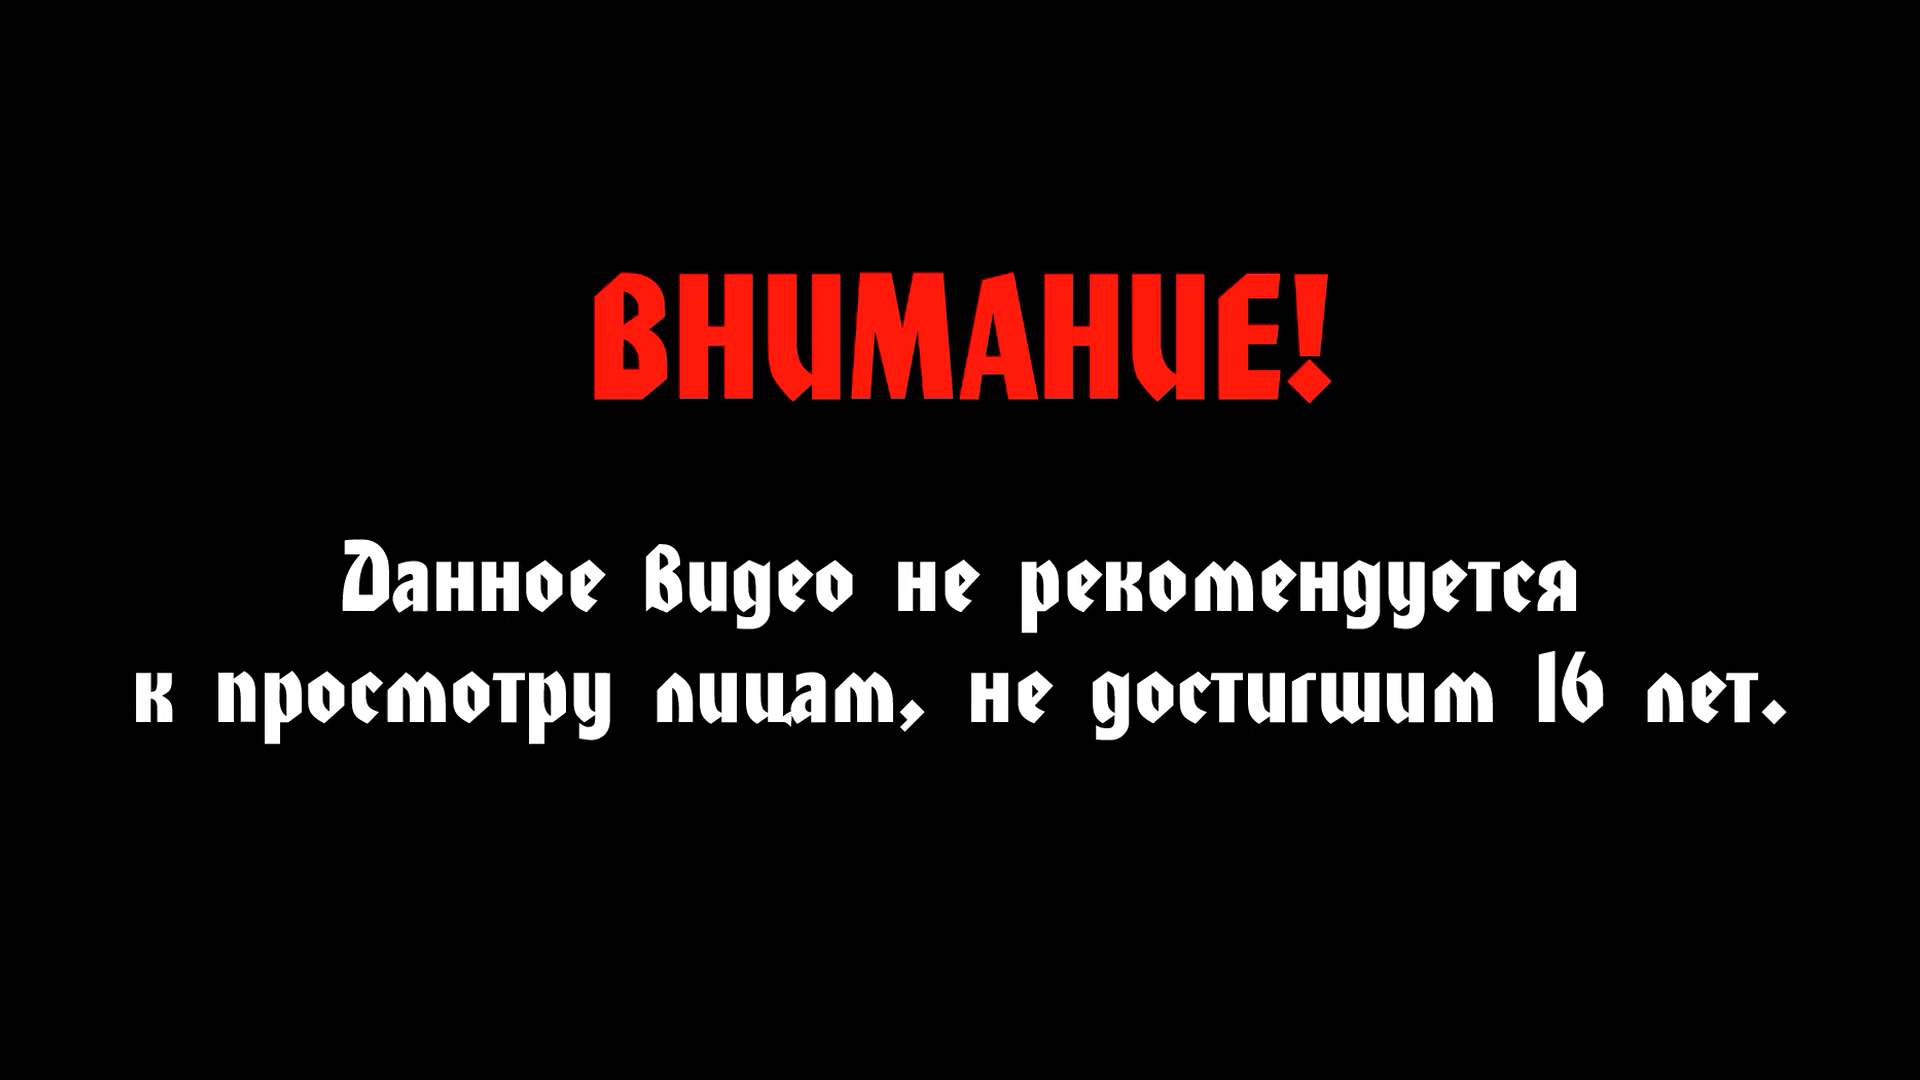 ВНИМАНИЕ!
Данное видео не рекомендуется
к просмотру лицам, не достигшим 16 лет.